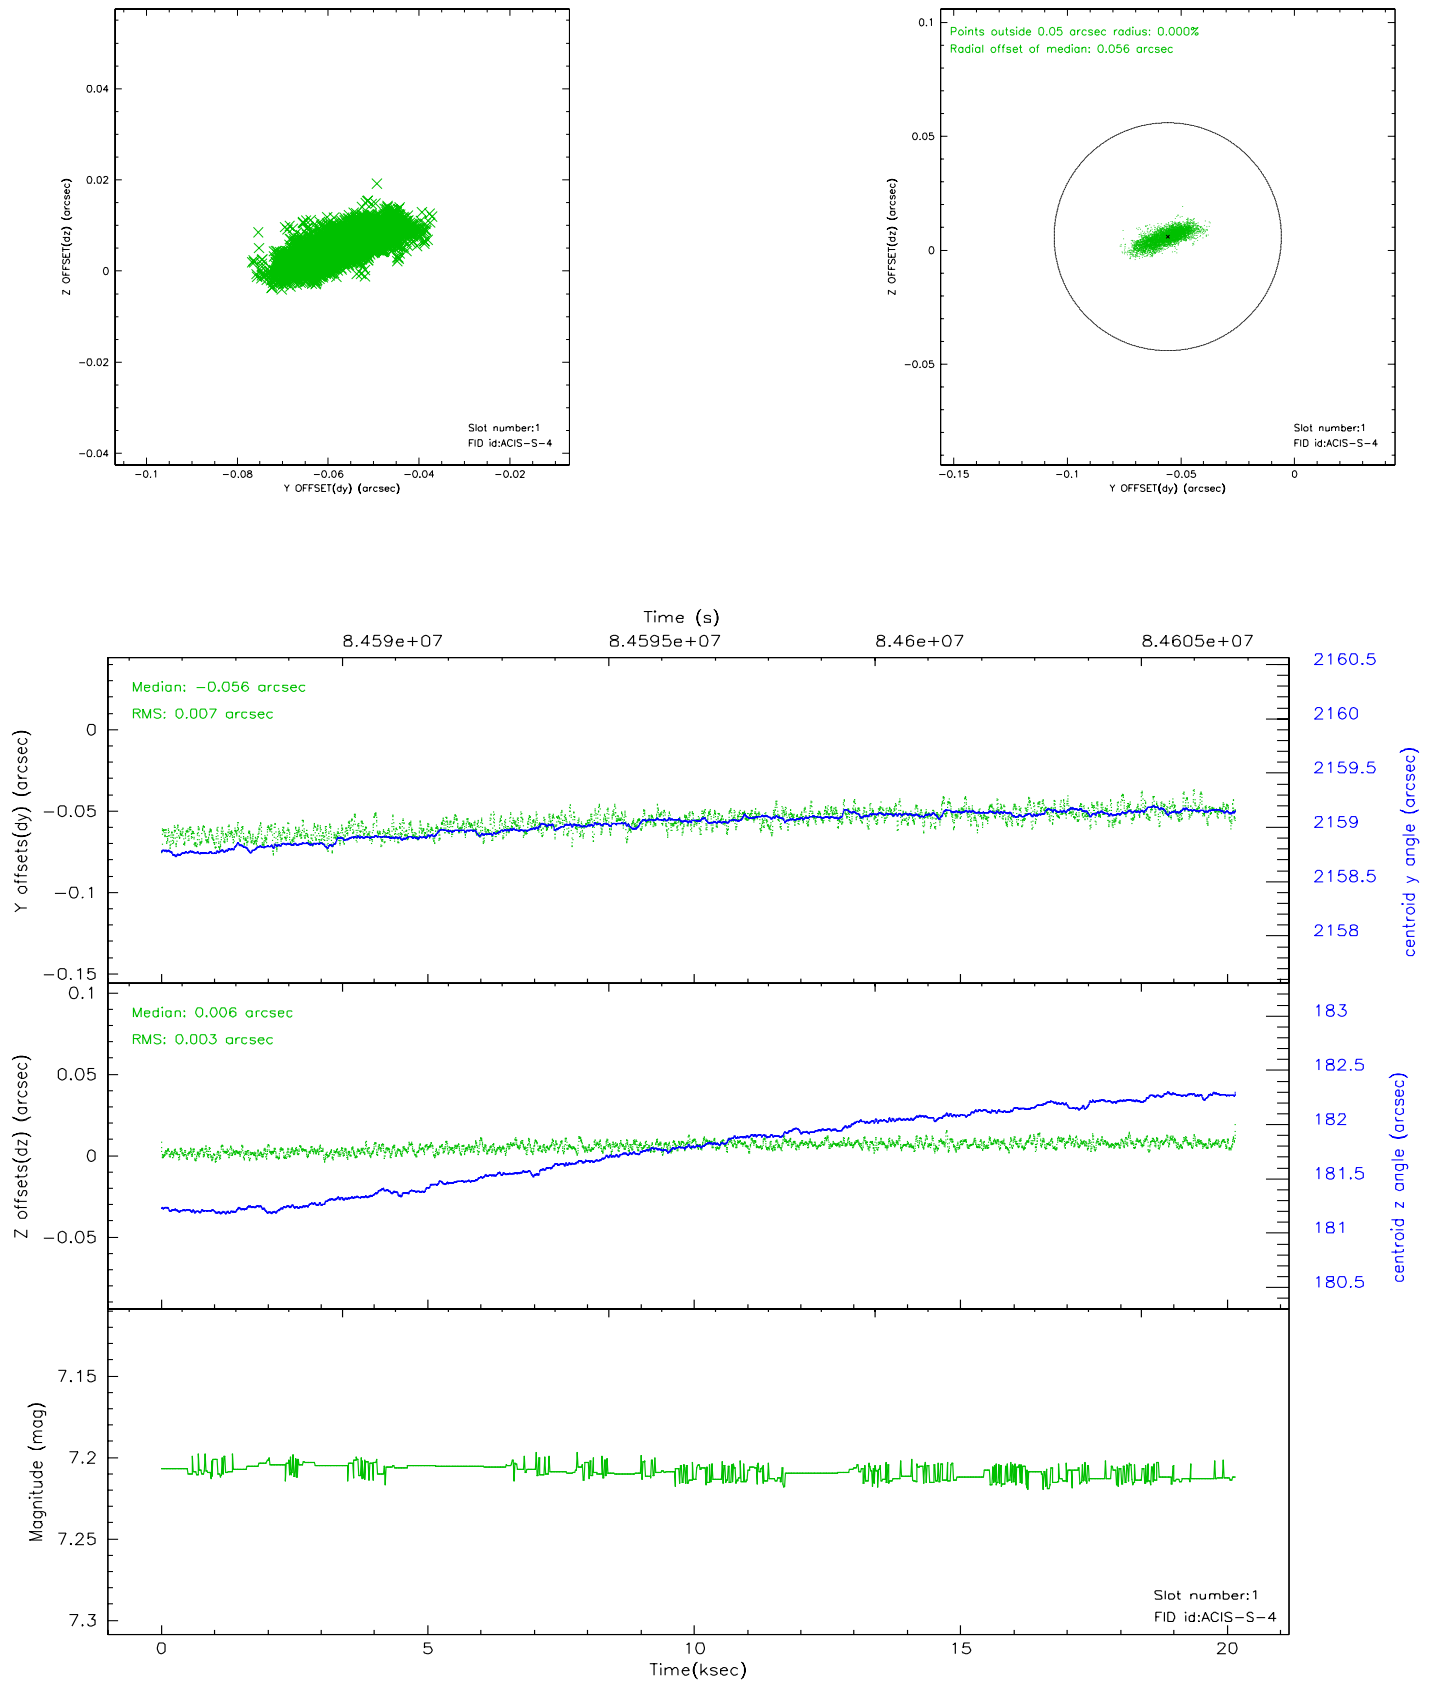 0.04
0.02
0
−0.02
−0.04
Z OFFSET(dz) (arcsec)
Slot number:1
FID id:ACIS−S−4
−0.1
−0.08
−0.06
−0.04
−0.02
Y OFFSET(dy) (arcsec)
Points outside 0.05 arcsec radius: 0.000%
Radial offset of median: 0.056 arcsec
0.1
0.05
0
−0.05
Z OFFSET(dz) (arcsec)
Slot number:1
FID id:ACIS−S−4
−0.15
−0.1
−0.05
0
Y OFFSET(dy) (arcsec)
Time (s)
8.459e+07
8.4595e+07
8.46e+07
8.4605e+07
Median: −0.056 arcsec
RMS: 0.007 arcsec
0
−0.05
−0.1
−0.15
Y offsets(dy) (arcsec)
2160.5
2160
2159.5
2159
2158.5
2158
centroid y angle (arcsec)
Median: 0.006 arcsec
RMS: 0.003 arcsec
0.1
0.05
0
−0.05
Z offsets(dz) (arcsec)
183
182.5
182
181.5
181
180.5
centroid z angle (arcsec)
7.15
7.2
7.25
7.3
Magnitude (mag)
Slot number:1
FID id:ACIS−S−4
0
5
10
15
20
Time(ksec)